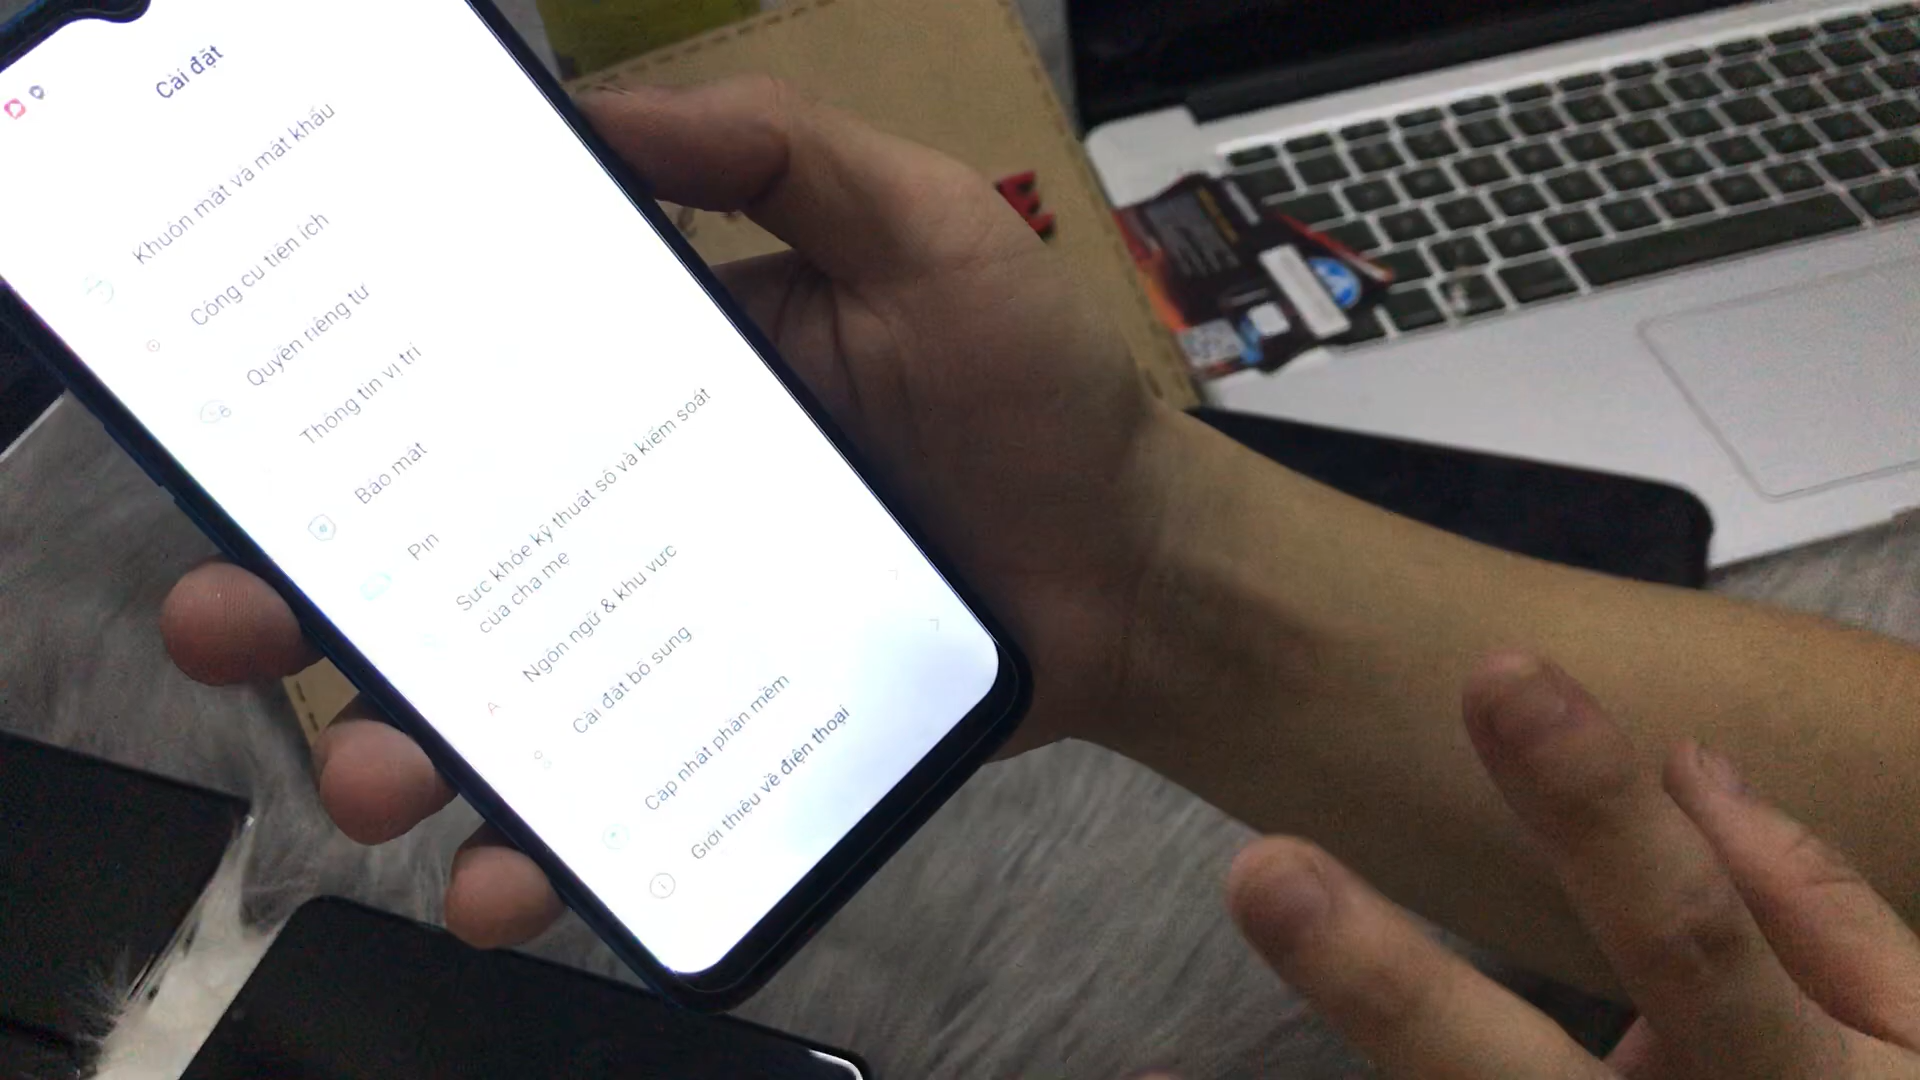 Cài đặt
Khuôn mặt và mật khẩu
Công cụ tiện ích
Quyền riêng tư
Thông tin vị trí
Bảo mật
Pin
Sức khỏe kỹ thuật số và kiểm soát
của cha mẹ
Ngôn ngữ & khu vực
Cài đặt bổ sung
Cập nhật phần mềm
Giới thiệu về điện thoại